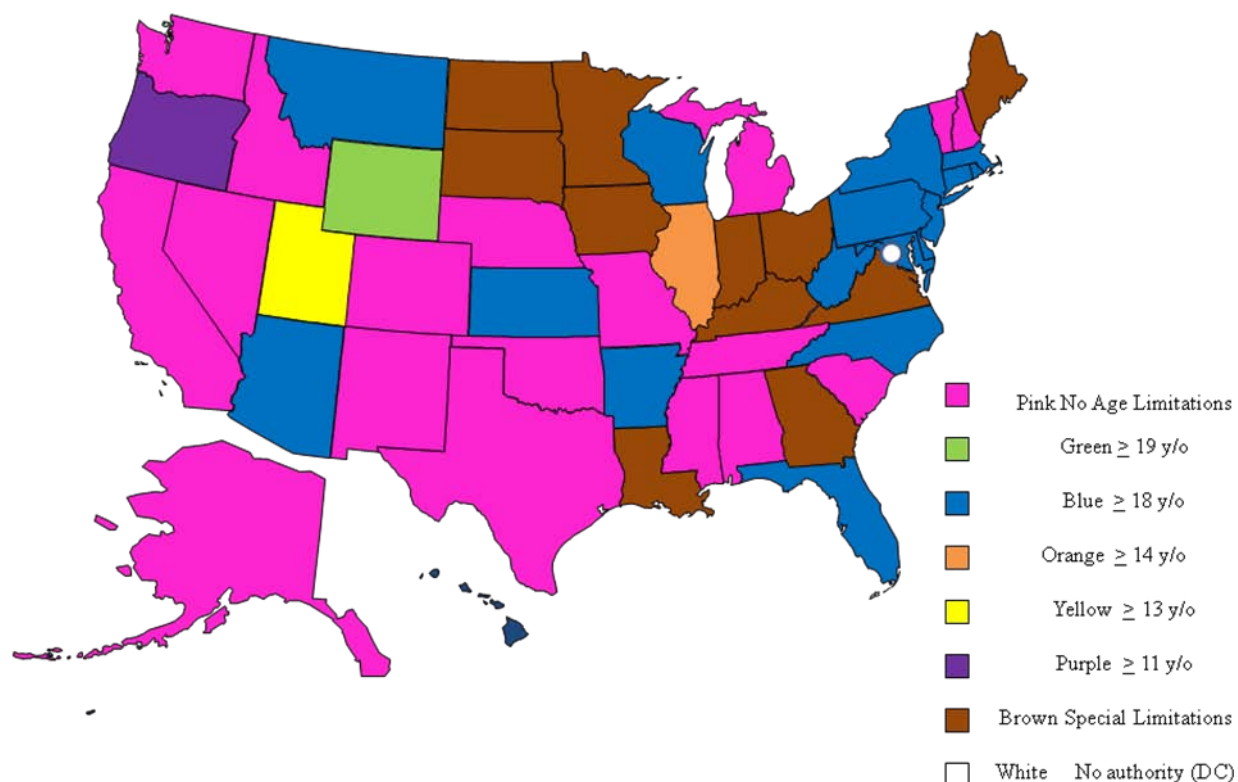 Pink No Age Limitations
Green ≥ 19 y/o
Blue ≥ 18 y/o
Orange ≥ 14 y/o
Yellow ≥ 13 y/o
Purple ≥ 11 y/o
Brown Special Limitations
White No authority (DC)